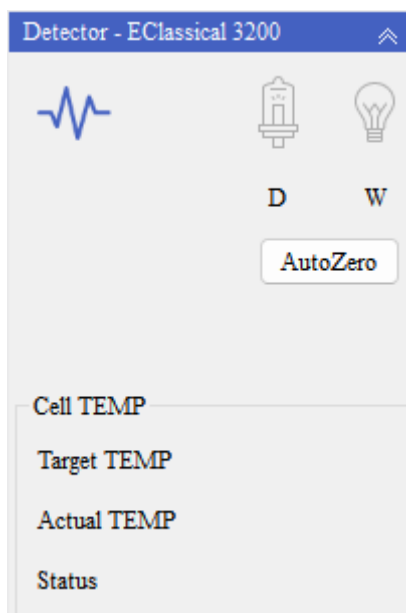 Detector - EClassical 3200
D W
AutoZero
Cell TEMP
Target TEMP
Actual TEMP
Status